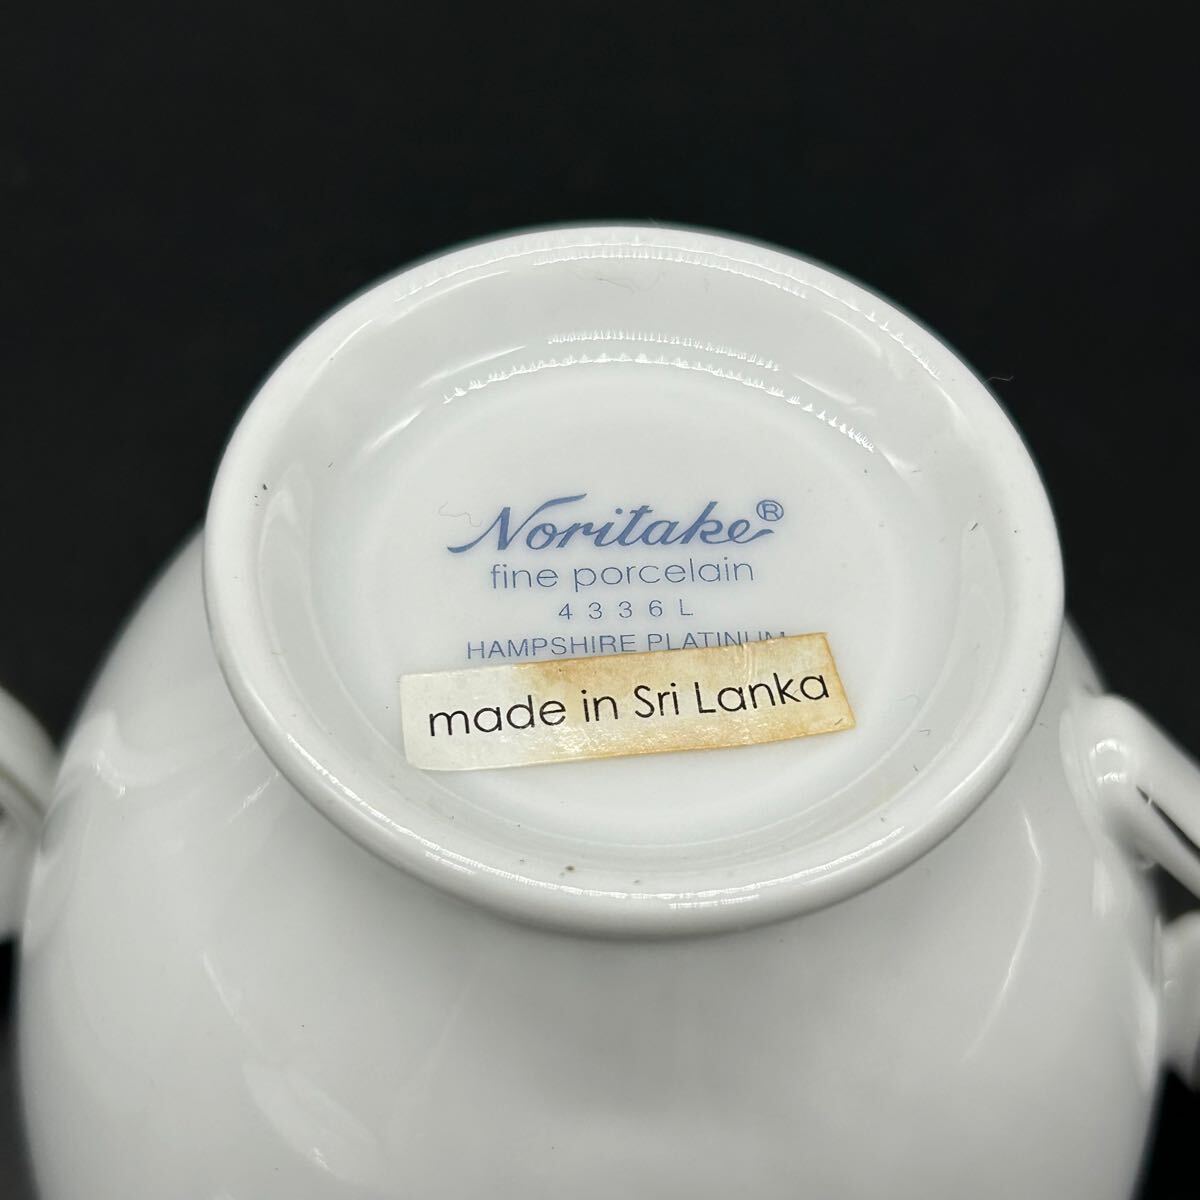 Noritake®
fine porcelain
4336L
HAMPSHIRE PLATINUM
made in Sri Lanka